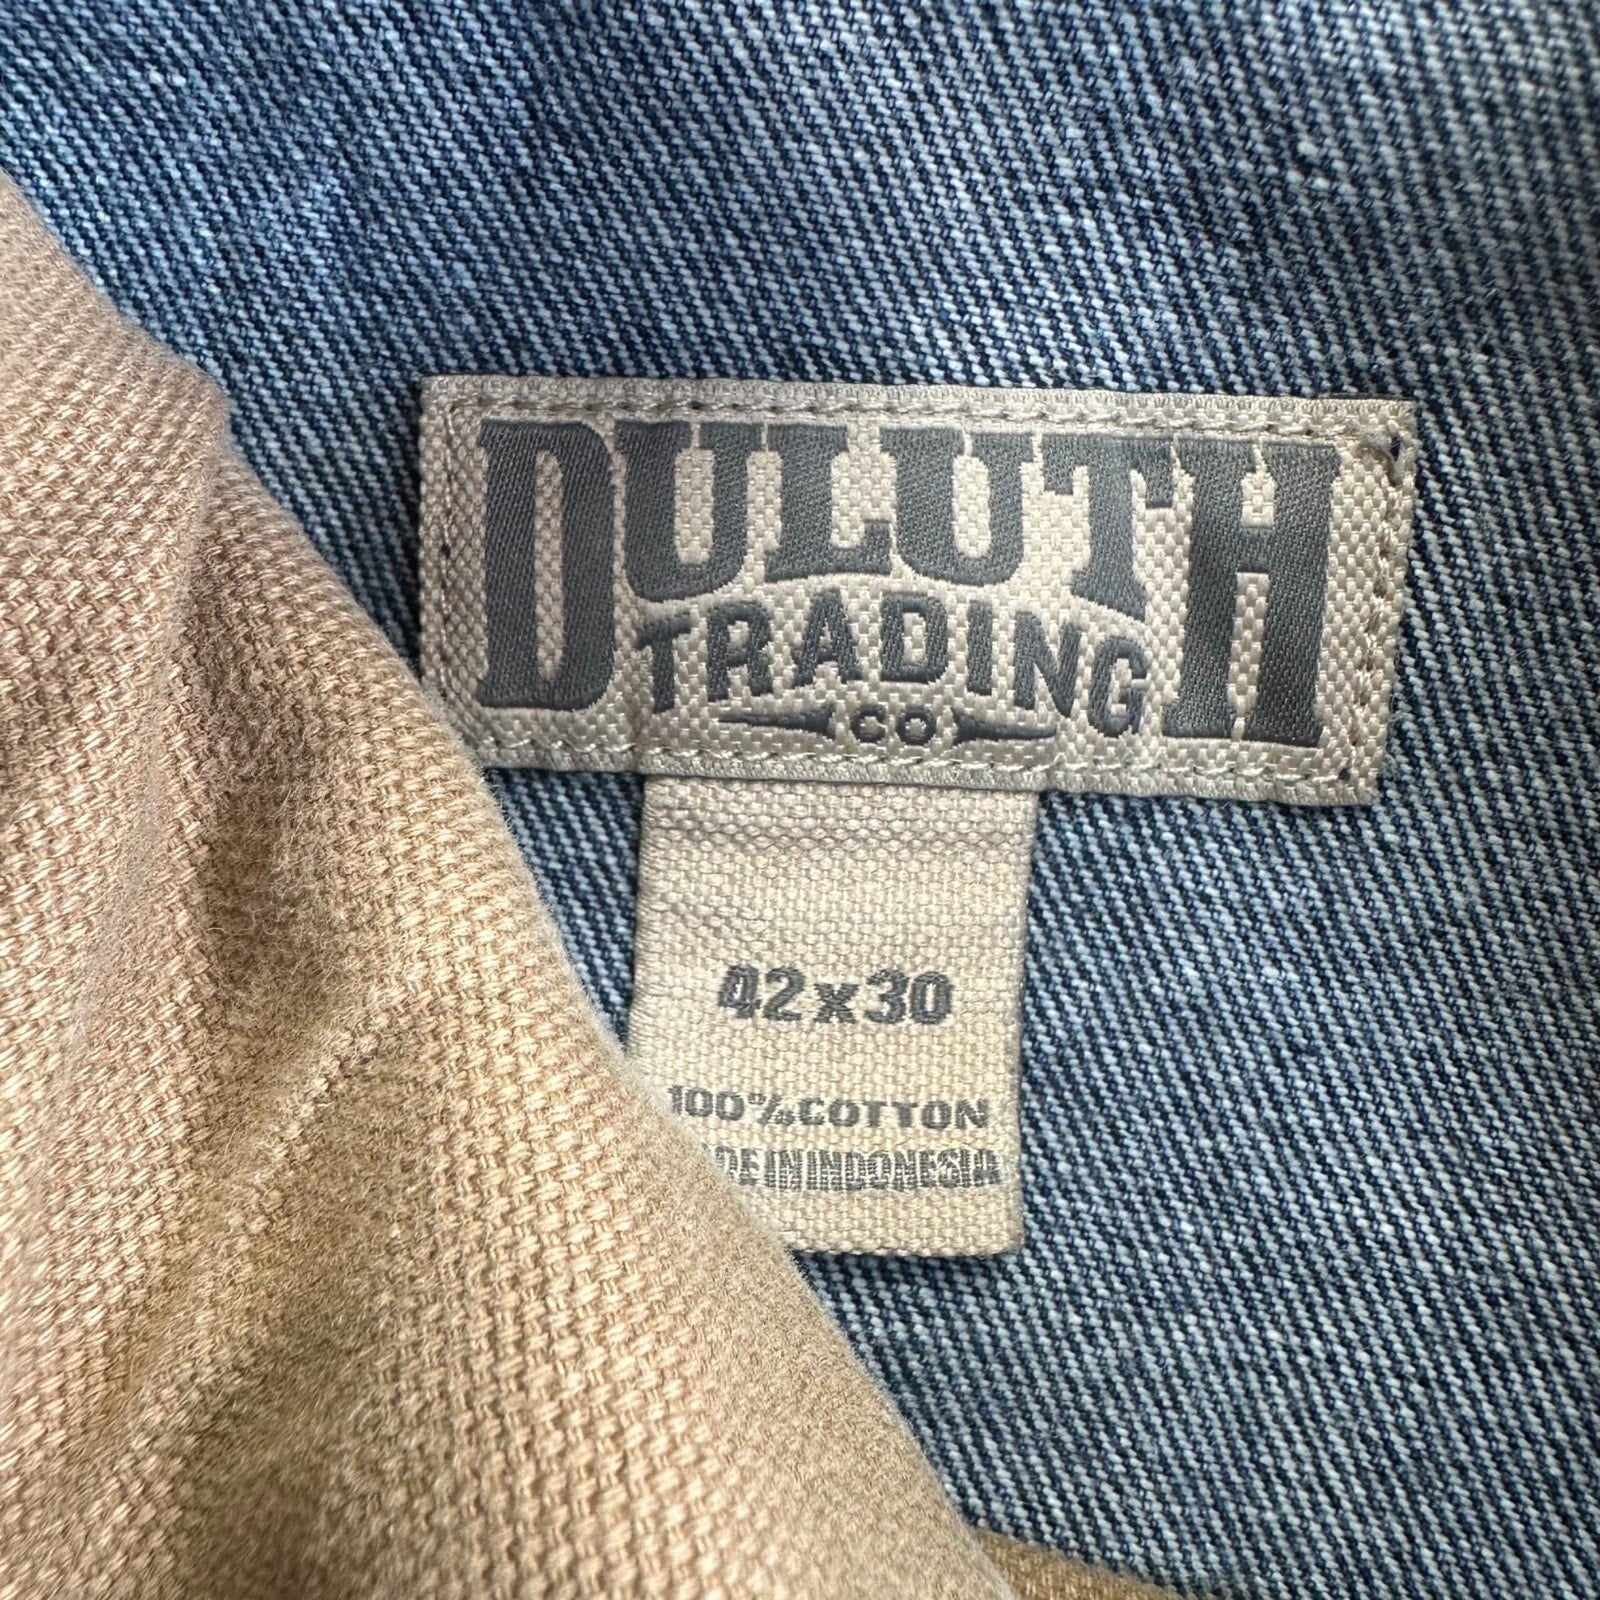 DULUTH
TRADING
CO
42x30
100% COTTON
DE IN INDONESIA